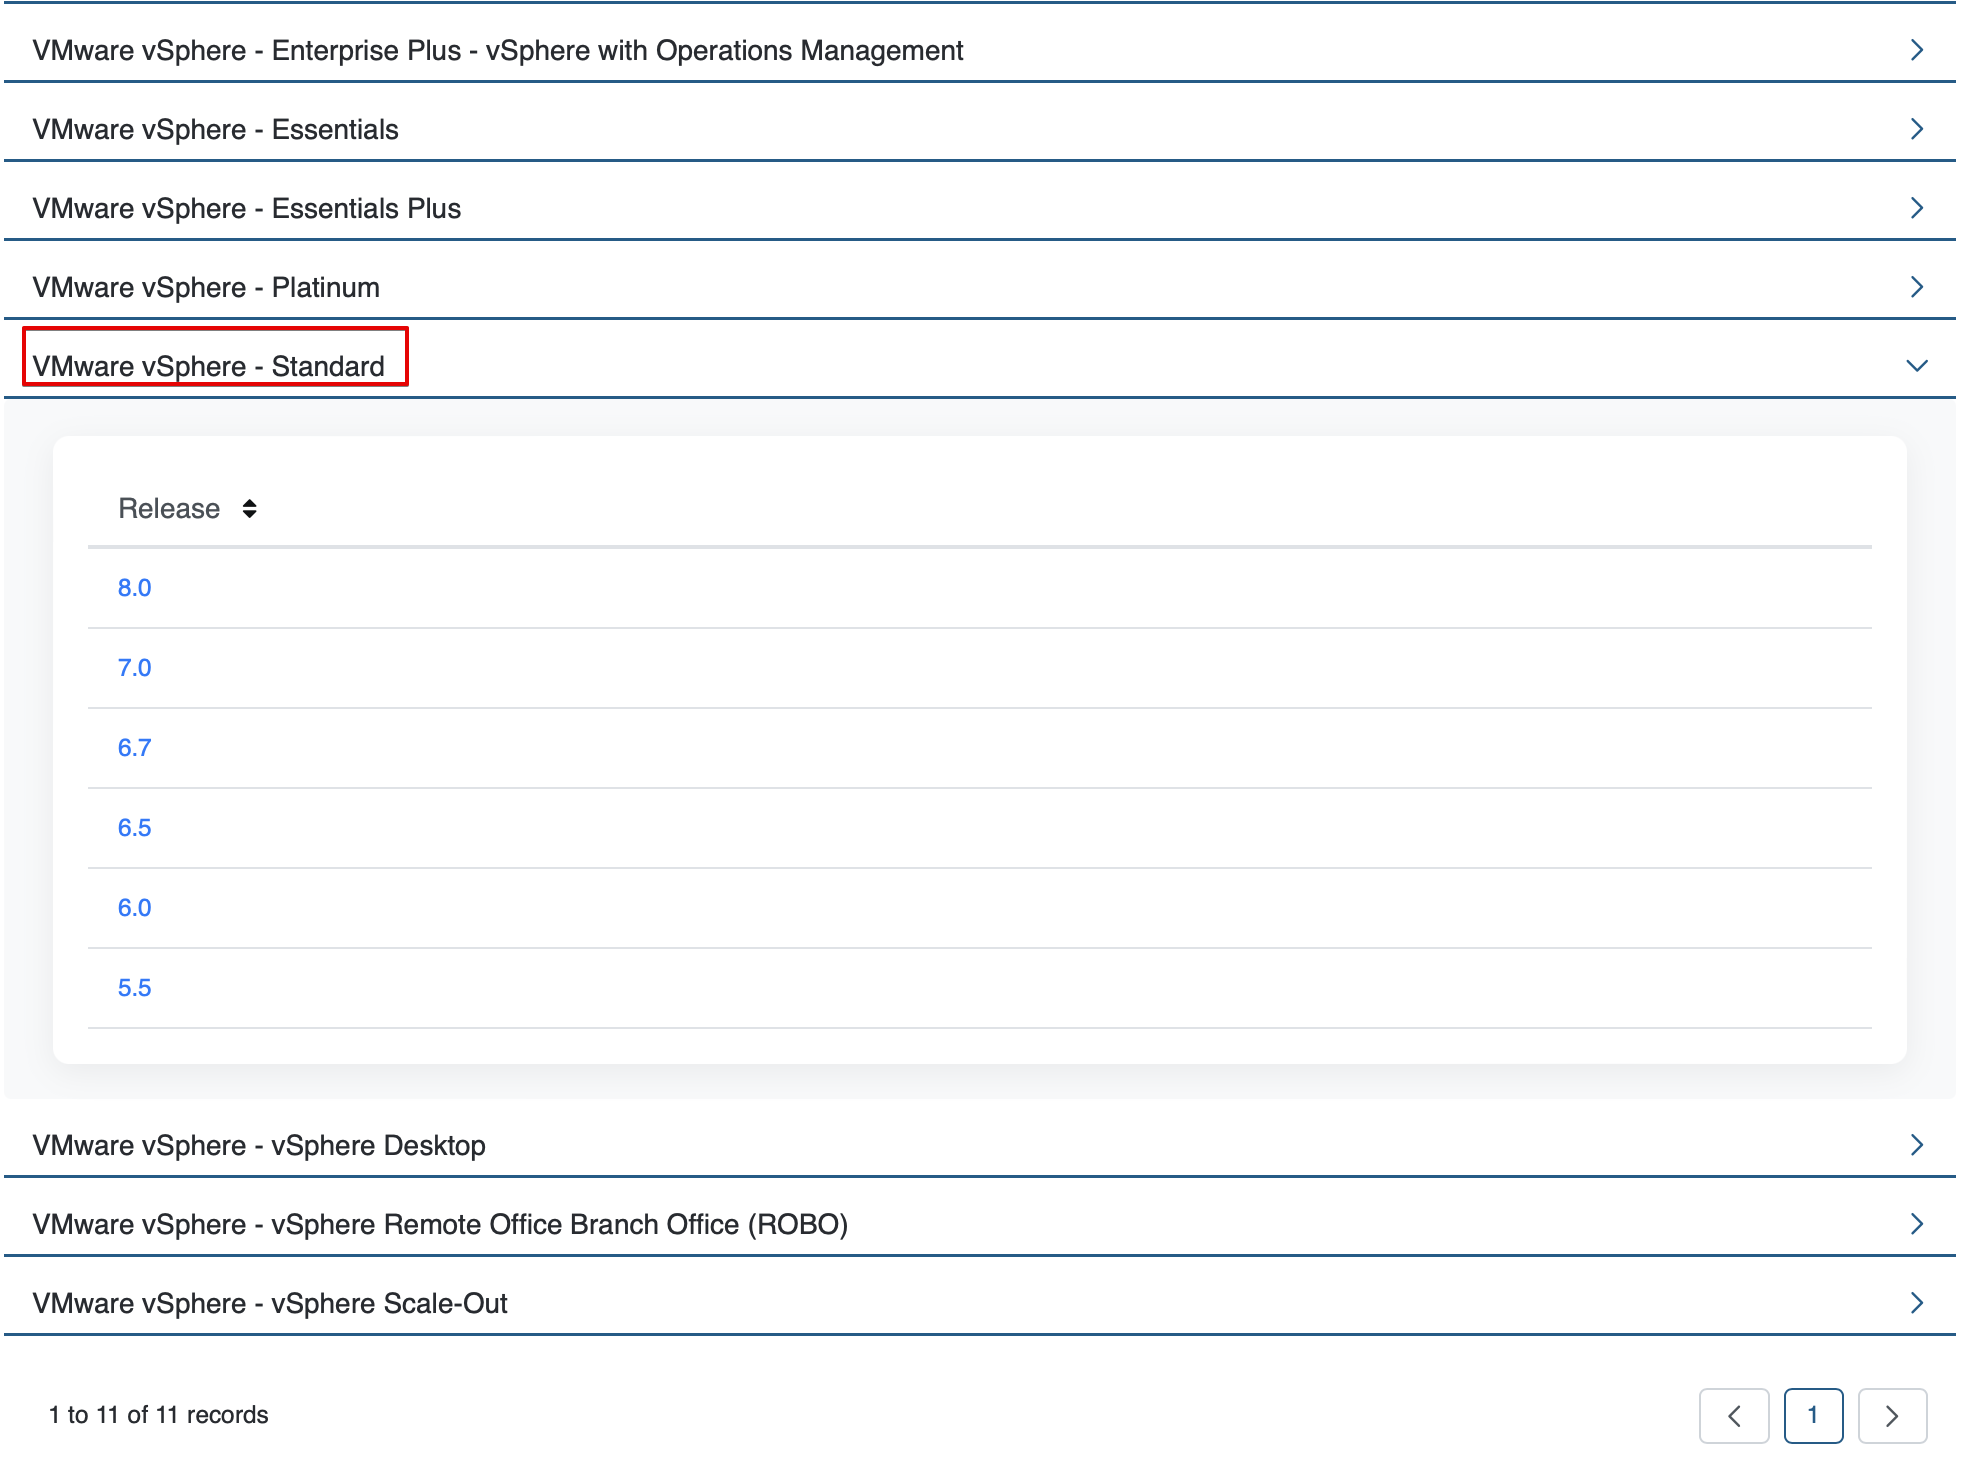 VMware vSphere - Enterprise Plus - vSphere with Operations Management
VMware vSphere - Essentials
VMware vSphere - Essentials Plus
VMware vSphere - Platinum
VMware vSphere - Standard
Release
8.0
7.0
6.7
6.5
6.0
5.5
VMware vSphere - vSphere Desktop
VMware vSphere - vSphere Remote Office Branch Office (ROBO)
VMware vSphere - vSphere Scale-Out
1 to 11 of 11 records
1